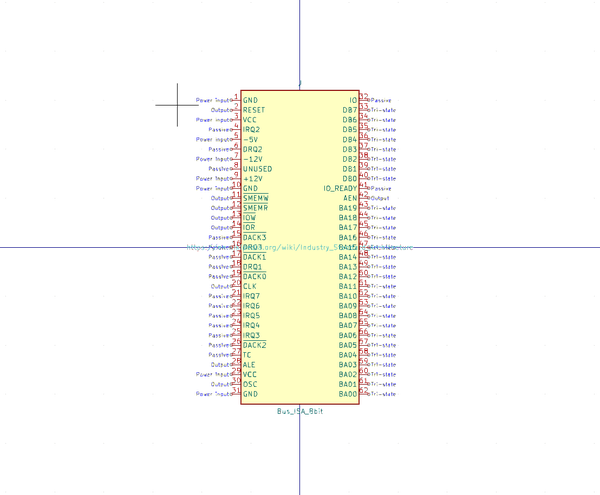 J
Power Input 1 GND IO 32 Passive
Output 2 RESET DB7 33 Tri-state
Power Input 3 VCC DB6 34 Tri-state
Passive 4 IRQ2 DB5 35 Tri-state
Power Input 5 -5V DB4 36 Tri-state
Passive 6 DRQ2 DB3 37 Tri-state
Power Input 7 -12V DB2 38 Tri-state
Passive 8 UNUSED DB1 39 Tri-state
Power Input 9 +12V DB0 40 Tri-state
Power Input 10 GND IO_READY 41 Passive
Output 11 SMEMW AEN 42 Output
Output 12 SMEMR BA19 43 Tri-state
Output 13 IOW BA18 44 Tri-state
Output 14 IOR BA17 45 Tri-state
Passive 15 DACK3 BA16 46 Tri-state
16 DRQ3 BA15 47
Passive 17 DACK1 BA14 48 Tri-state
Passive 18 DRQ1 BA13 49 Tri-state
Passive 19 DACK0 BA12 50 Tri-state
Output 20 CLK BA11 51 Tri-state
Passive 21 IRQ7 BA10 52 Tri-state
Passive 22 IRQ6 BA09 53 Tri-state
Passive 23 IRQ5 BA08 54 Tri-state
Passive 24 IRQ4 BA07 55 Tri-state
Passive 25 IRQ3 BA06 56 Tri-state
Passive 26 DACK2 BA05 57 Tri-state
Passive 27 TC BA04 58 Tri-state
Output 28 ALE BA03 59 Tri-state
Power Input 29 VCC BA02 60 Tri-state
Output 30 OSC BA01 61 Tri-state
Power Input 31 GND BA00 62 Tri-state
Bus_ISA_8bit